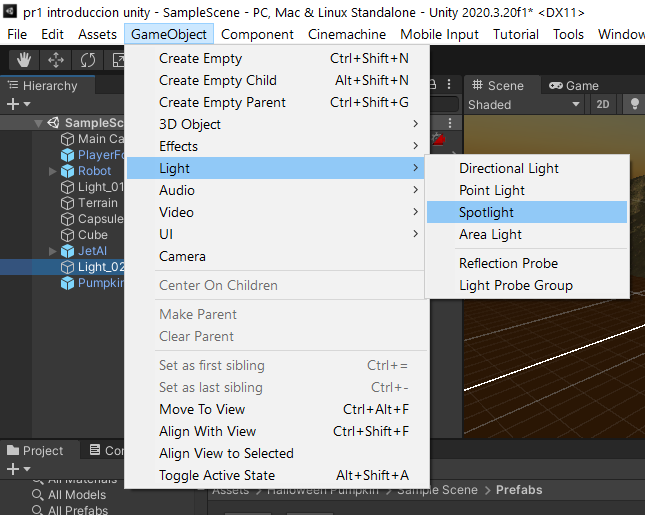 pr1 introduccion unity - SampleScene - PC, Mac & Linux Standalone - Unity 2020.3.20f1* <DX11>
File Edit Assets GameObject Component Cinemachine Mobile Input Tutorial Tools Window
Hierarchy
SampleSc
Main Ca
PlayerFo
Robot
Light_01
Terrain
Capsule
Cube
JetAI
Light_02
Pumpkin
Create Empty Ctrl+Shift+N
Create Empty Child Alt+Shift+N
Create Empty Parent Ctrl+Shift+G
3D Object
Effects
Light
Audio
Video
UI
Camera
Center On Children
Make Parent
Clear Parent
Set as first sibling Ctrl+=
Set as last sibling Ctrl+-
Move To View Ctrl+Alt+F
Align With View Ctrl+Shift+F
Align View to Selected
Toggle Active State Alt+Shift+A
Directional Light
Point Light
Spotlight
Area Light
Reflection Probe
Light Probe Group
Scene Game
Shaded 2D
Project Con
All Materials
All Models
All Prefabs
Assets > Halloween Pumpkin > Sample Scene > Prefabs